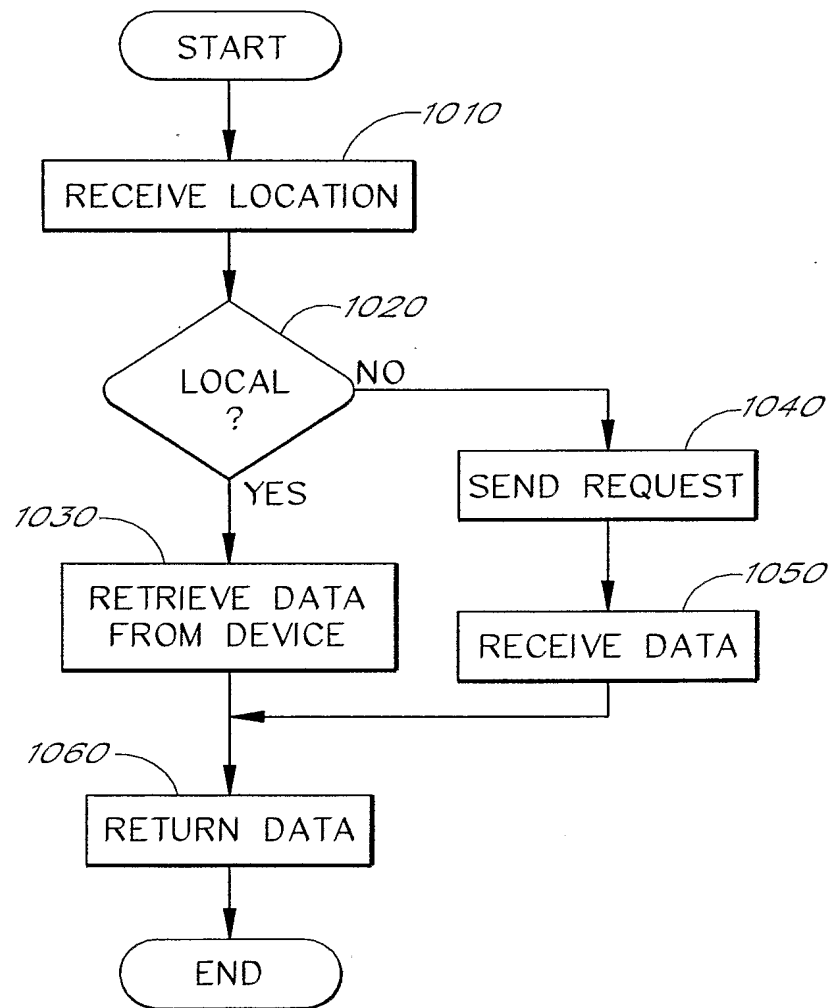 START
1010
RECEIVE LOCATION
1020
LOCAL
?
NO
YES
1040
SEND REQUEST
1030
RETRIEVE DATA
FROM DEVICE
1050
RECEIVE DATA
1060
RETURN DATA
END